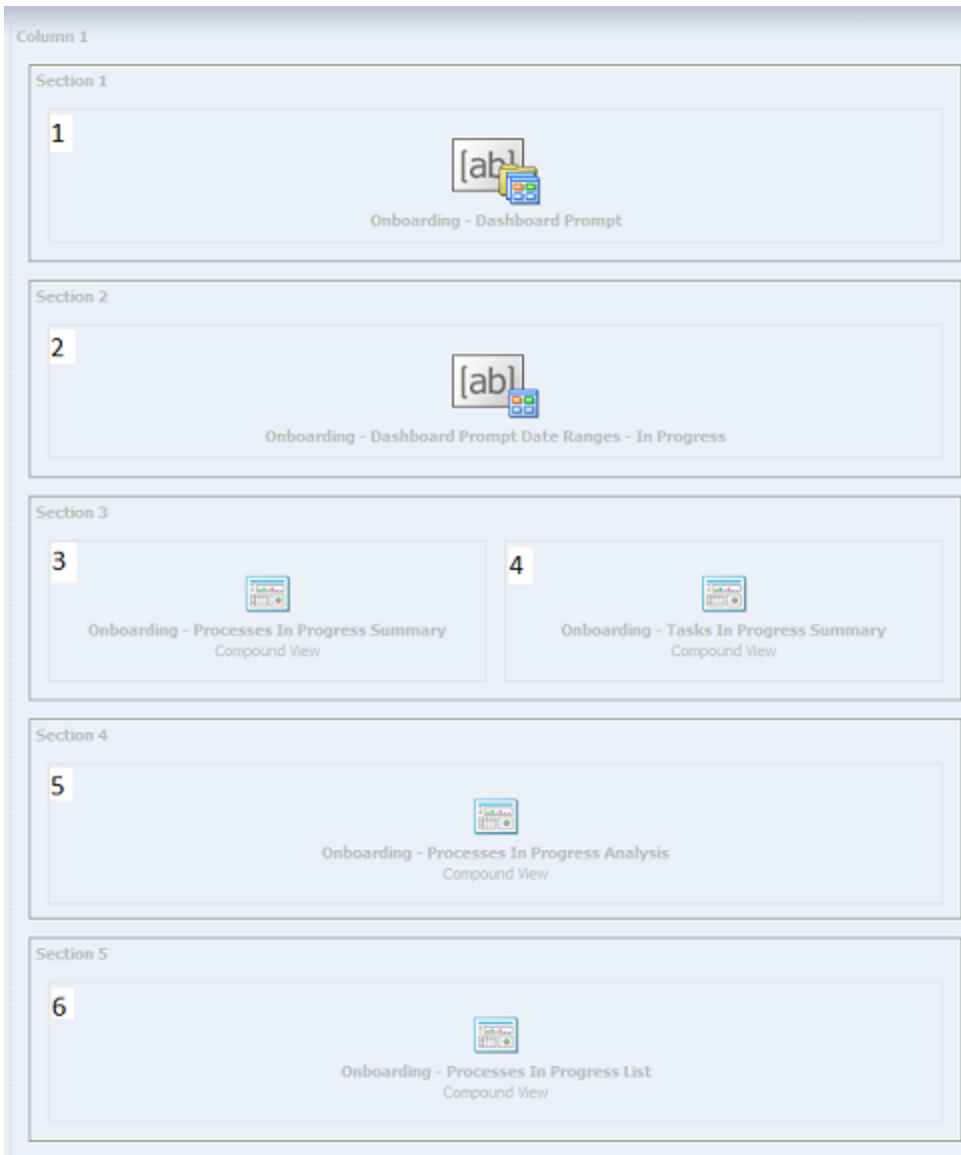 Column 1
Section 1
1
[ab]
Onboarding - Dashboard Prompt
Section 2
2
[ab]
Onboarding - Dashboard Prompt Date Ranges - In Progress
Section 3
3
Onboarding - Processes In Progress Summary
Compound View
4
Onboarding - Tasks In Progress Summary
Compound View
Section 4
5
Onboarding - Processes In Progress Analysis
Compound View
Section 5
6
Onboarding - Processes In Progress List
Compound View